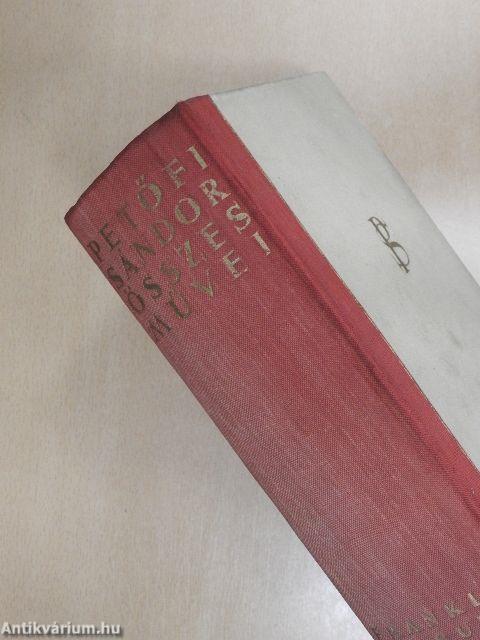 PETŐFI
SÁNDOR
ÖSSZES
MŰVEI
Antikvárium.hu